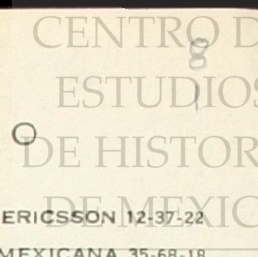 CENTRO D
ESTUDIOS
DE HISTOR
DE MEXIC
ERICSSON 12-37-22
MEXICANA 35-68-18